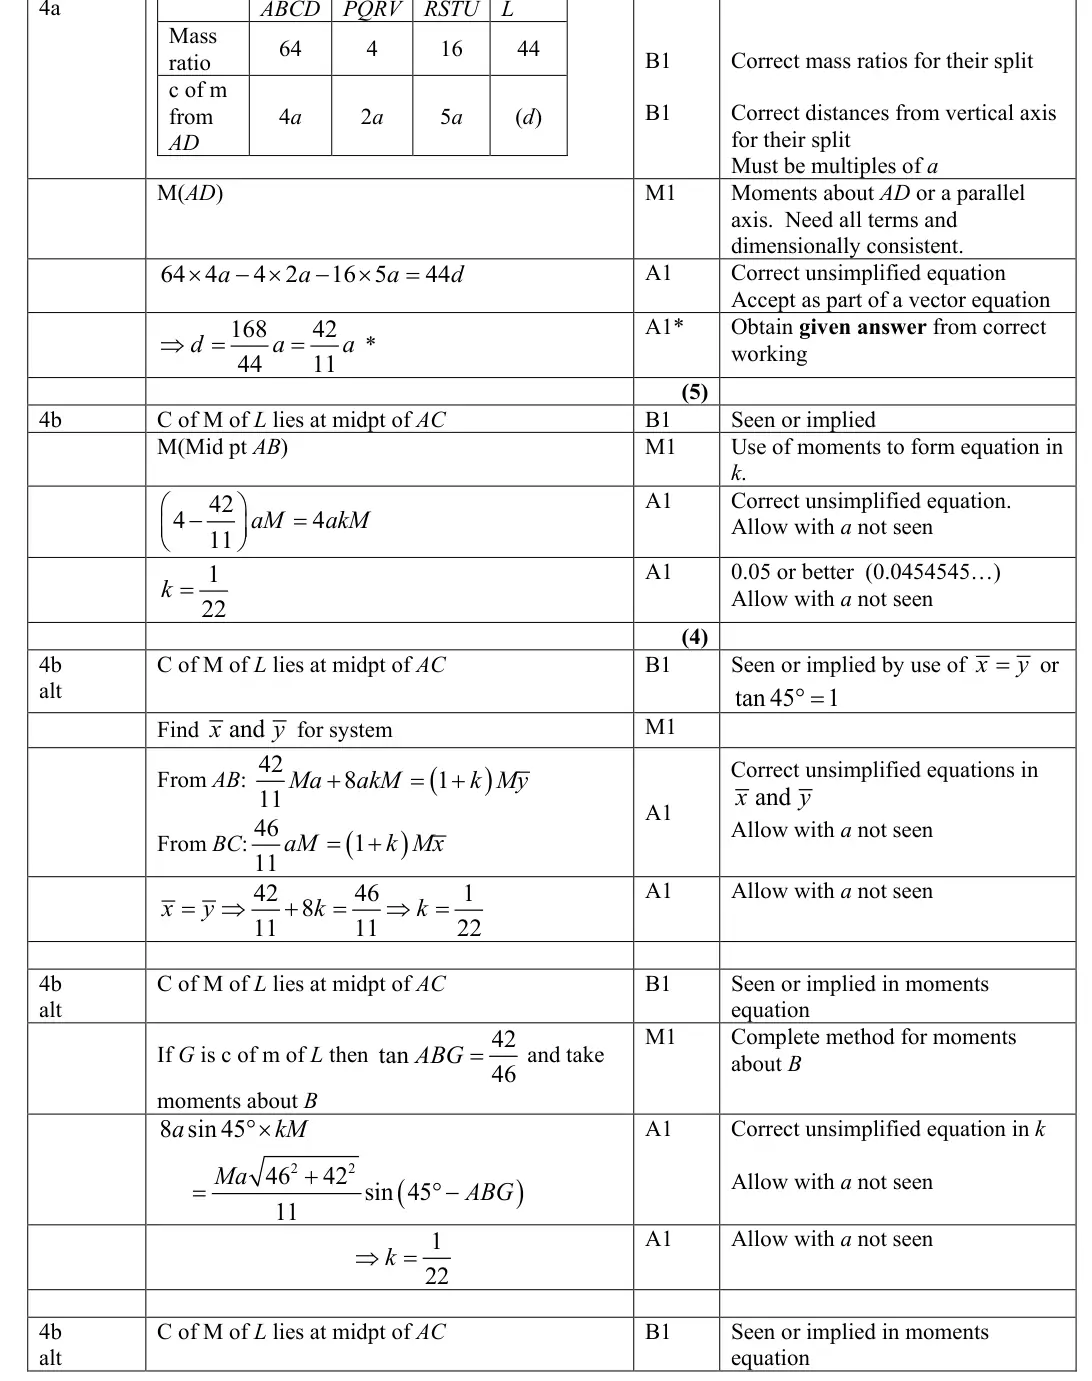 4a
ABCD PQRV RSTU L
Mass ratio 64 4 16 44
B1 Correct mass ratios for their split
c of m from AD 4a 2a 5a (d)
B1 Correct distances from vertical axis for their split
Must be multiples of a
M(AD) M1 Moments about AD or a parallel axis. Need all terms and dimensionally consistent.
64 × 4a − 4 × 2a − 16 × 5a = 44d A1 Correct unsimplified equation
Accept as part of a vector equation
⇒ d = 168/44 a = 42/11 a * A1* Obtain given answer from correct working
(5)
4b C of M of L lies at midpt of AC B1 Seen or implied
M(Mid pt AB) M1 Use of moments to form equation in k.
(4 − 42/11) aM = 4akM A1 Correct unsimplified equation.
Allow with a not seen
k = 1/22 A1 0.05 or better (0.0454545…)
Allow with a not seen
(4)
4b alt C of M of L lies at midpt of AC B1 Seen or implied by use of x̅ = y̅ or tan 45° = 1
Find x̅ and y̅ for system M1
From AB: 42/11 Ma + 8akM = (1 + k) My̅
From BC: 46/11 aM = (1 + k) Mx̅
A1 Correct unsimplified equations in x̅ and y̅
Allow with a not seen
x̅ = y̅ ⇒ 42/11 + 8k = 46/11 ⇒ k = 1/22 A1 Allow with a not seen
4b alt C of M of L lies at midpt of AC B1 Seen or implied in moments equation
If G is c of m of L then tan ABG = 42/46 and take moments about B M1 Complete method for moments about B
8a sin 45° × kM
= Ma√(46² + 42²)/11 sin (45° − ABG)
A1 Correct unsimplified equation in k
Allow with a not seen
⇒ k = 1/22 A1 Allow with a not seen
4b alt C of M of L lies at midpt of AC B1 Seen or implied in moments equation